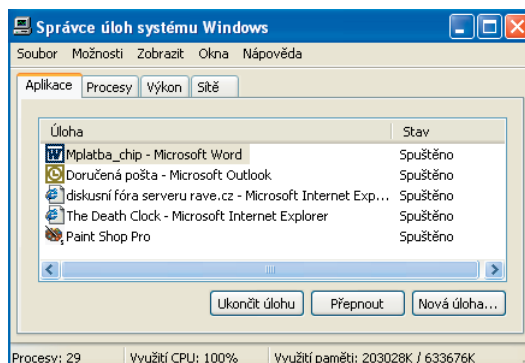 Správce úloh systému Windows
Soubor Možnosti Zobrazit Okna Nápověda
Aplikace Procesy Výkon Sítě
Úloha Stav
Mplatba_chip - Microsoft Word Spuštěno
Doručená pošta - Microsoft Outlook Spuštěno
diskusní fóra serveru rave.cz - Microsoft Internet Exp... Spuštěno
The Death Clock - Microsoft Internet Explorer Spuštěno
Paint Shop Pro Spuštěno
Ukončit úlohu Přepnout Nová úloha...
Procesy: 29 Využití CPU: 100% Využití paměti: 203028K / 633676K